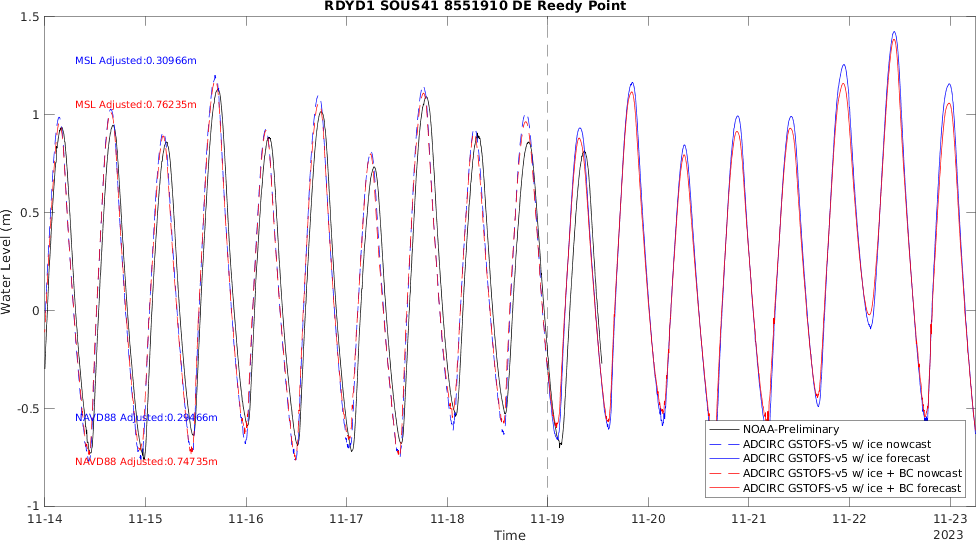 RDYD1 SOUS41 8551910 DE Reedy Point
1.5
MSL Adjusted:0.30966m
MSL Adjusted:0.76235m
1
0.5
Water Level (m)
0
-0.5
NAVD88 Adjusted:0.29466m
NAVD88 Adjusted:0.74735m
-1
NOAA-Preliminary
ADCIRC GSTOFS-v5 w/ ice nowcast
ADCIRC GSTOFS-v5 w/ ice forecast
ADCIRC GSTOFS-v5 w/ ice + BC nowcast
ADCIRC GSTOFS-v5 w/ ice + BC forecast
11-14 11-15 11-16 11-17 11-18 11-19 11-20 11-21 11-22 11-23
Time
2023